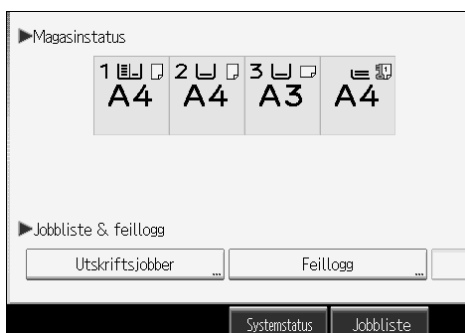 ▶Magasinstatus
1 2 3
A4 A4 A3 A4
▶Jobbliste & feillogg
Utskriftsjobber ... Feillogg ...
Systemstatus Jobbliste